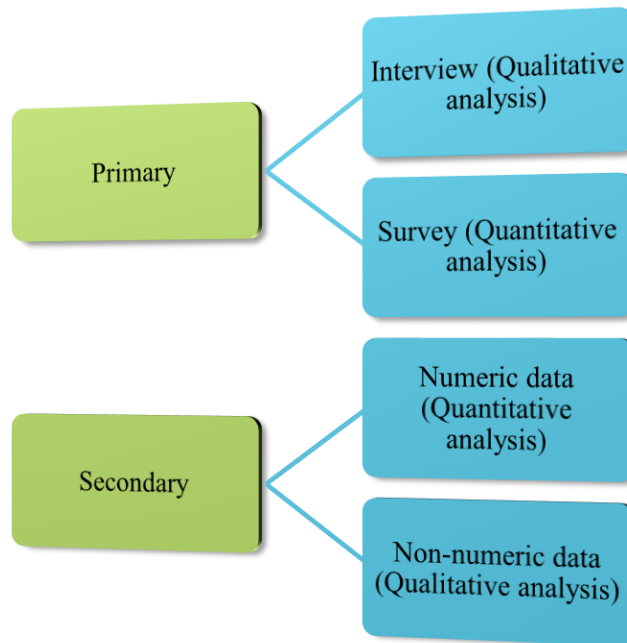 Primary
Interview (Qualitative
analysis)
Survey (Quantitative
analysis)
Secondary
Numeric data
(Quantitative
analysis)
Non-numeric data
(Qualitative analysis)